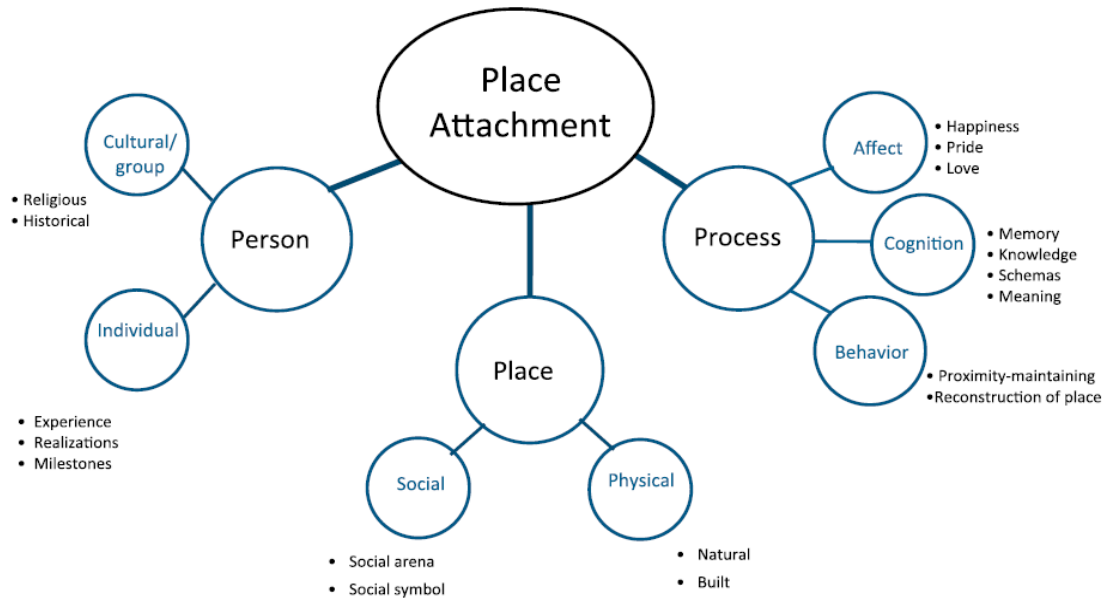 Place
Attachment
Cultural/
group
• Religious
• Historical
Person
Individual
• Experience
• Realizations
• Milestones
Place
Social
• Social arena
• Social symbol
Physical
• Natural
• Built
Process
Affect
• Happiness
• Pride
• Love
Cognition
• Memory
• Knowledge
• Schemas
• Meaning
Behavior
• Proximity-maintaining
•Reconstruction of place